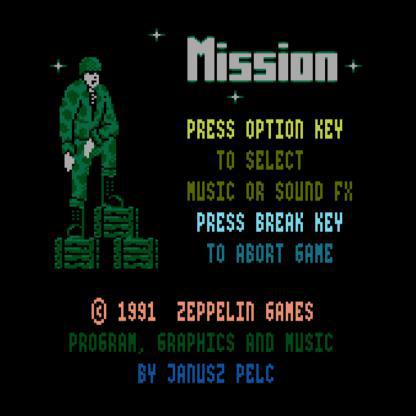 Mission
PRESS OPTION KEY
TO SELECT
MUSIC OR SOUND FX
PRESS BREAK KEY
TO ABORT GAME
© 1991 ZEPPELIN GAMES
PROGRAM, GRAPHICS AND MUSIC
BY JANUSZ PELC